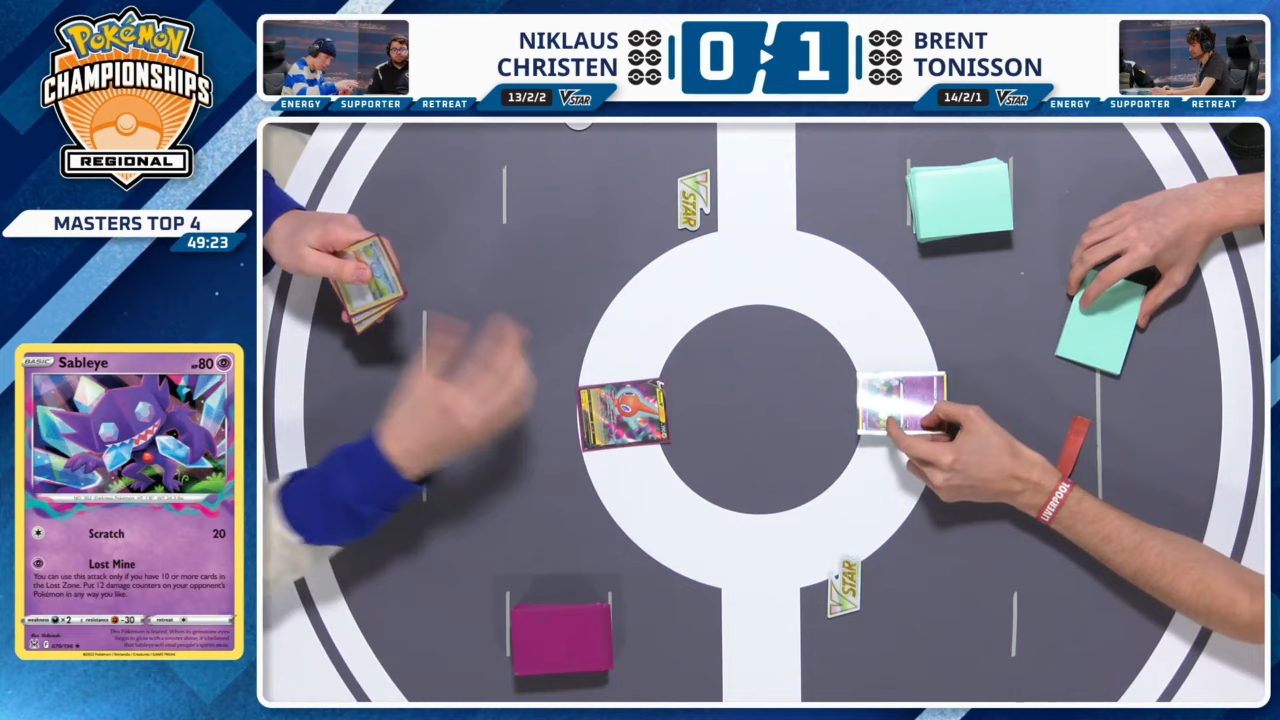 Pokémon
CHAMPIONSHIPS
REGIONAL
MASTERS TOP 4
49:23
NIKLAUS
CHRISTEN
0
1
BRENT
TONISSON
ENERGY
SUPPORTER
RETREAT
13/2/2
VSTAR
14/2/1
VSTAR
ENERGY
SUPPORTER
RETREAT
VSTAR
VSTAR
LIVERPOOL
BASIC
Sableye
HP80
Scratch
20
Lost Mine
You can use this attack only if you have 10 or more cards in
the Lost Zone. Put 12 damage counters on your opponent's
Pokémon in any way you like.
weakness ×2
resistance -30
retreat